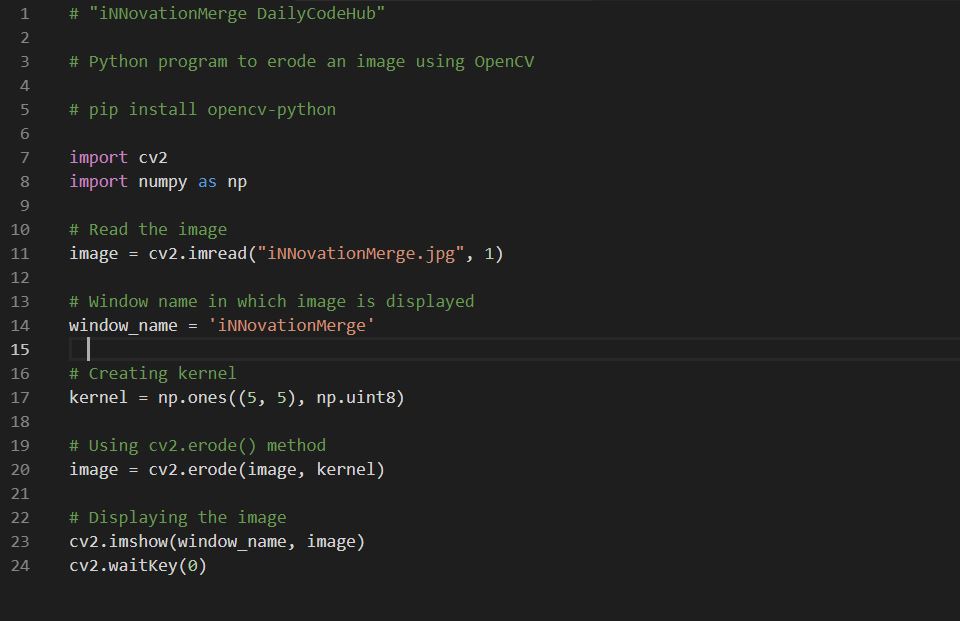 1 # "iNNovationMerge DailyCodeHub"
2
3 # Python program to erode an image using OpenCV
4
5 # pip install opencv-python
6
7 import cv2
8 import numpy as np
9
10 # Read the image
11 image = cv2.imread("iNNovationMerge.jpg", 1)
12
13 # Window name in which image is displayed
14 window_name = 'iNNovationMerge'
15
16 # Creating kernel
17 kernel = np.ones((5, 5), np.uint8)
18
19 # Using cv2.erode() method
20 image = cv2.erode(image, kernel)
21
22 # Displaying the image
23 cv2.imshow(window_name, image)
24 cv2.waitKey(0)